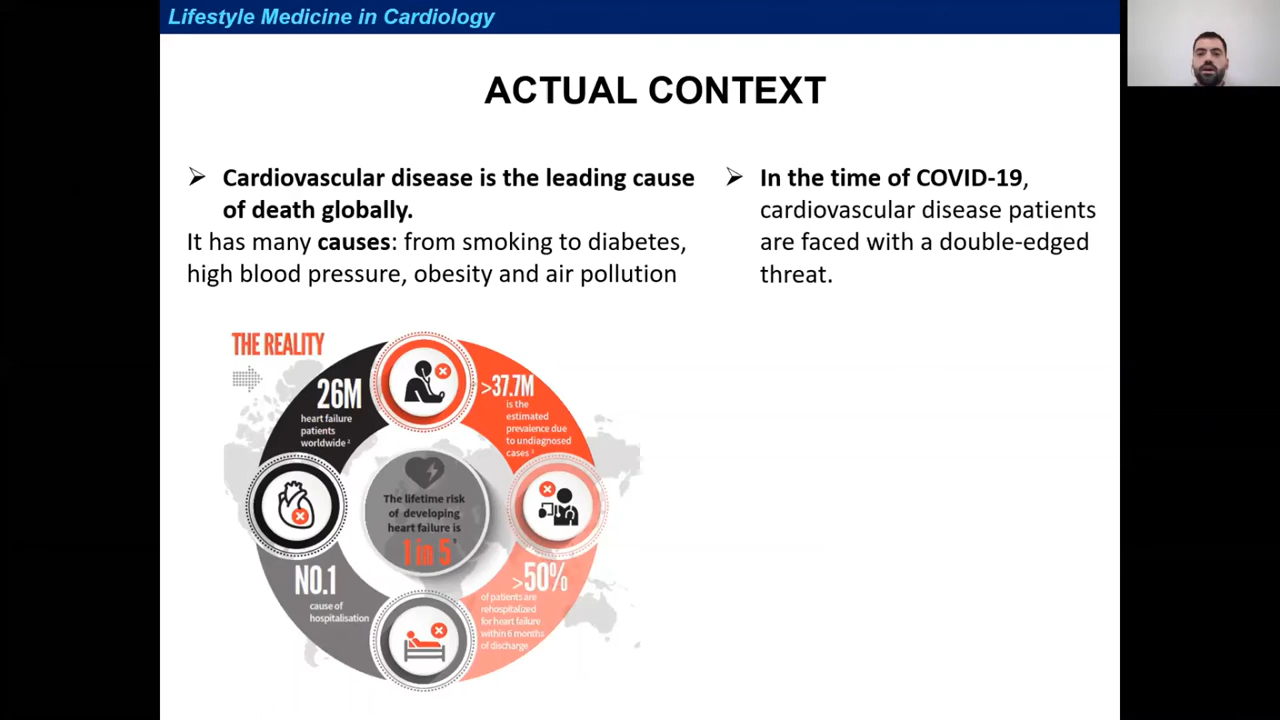 Lifestyle Medicine in Cardiology
ACTUAL CONTEXT
Cardiovascular disease is the leading cause
of death globally.
It has many causes: from smoking to diabetes,
high blood pressure, obesity and air pollution
In the time of COVID-19,
cardiovascular disease patients
are faced with a double-edged
threat.
THE REALITY
26M
heart failure
patients
worldwide²
>37.7M
is the
estimated
prevalence due
to undiagnosed
cases
The lifetime risk
of developing
heart failure is
1 in 5
NO.1
cause of
hospitalisation
>50%
of patients are
rehospitalized
for heart failure
within 6 months
of discharge